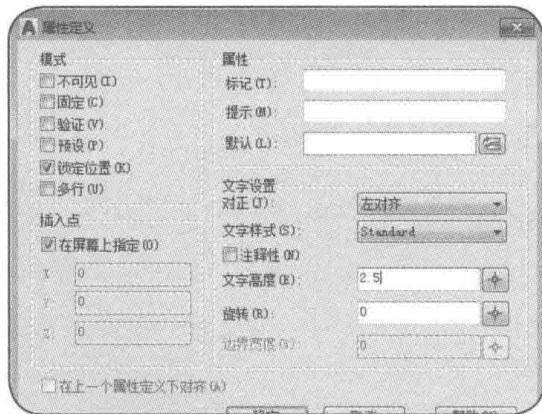 属性定义
模式
不可见(I)
固定(C)
验证(V)
预设(P)
锁定位置(K)
多行(U)
插入点
在屏幕上指定(O)
X 0
Y: 0
Z: 0
在上一个属性定义下对齐(A)
属性
标记(T):
提示(M):
默认(L):
文字设置
对正(J): 左对齐
文字样式(S): Standard
注释性(N)
文字高度(E): 2.5
旋转(R): 0
边界宽度(W): 0